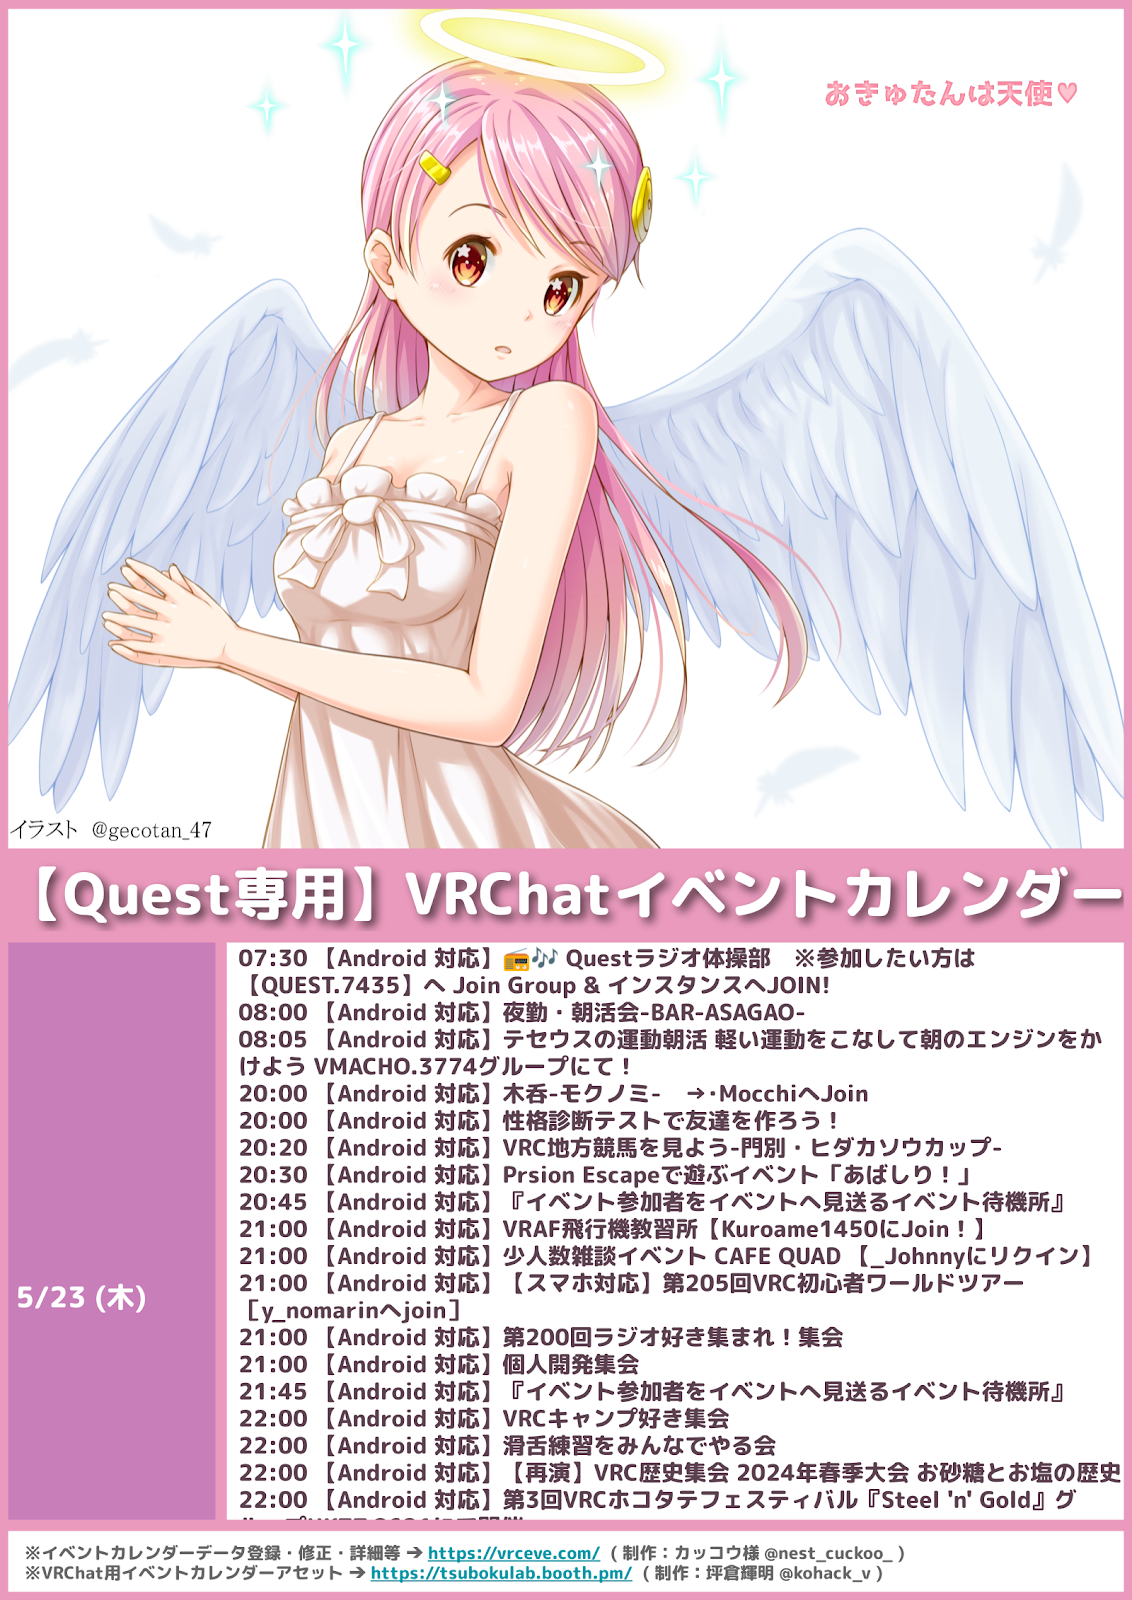 おきゅたんは天使♥
イラスト @gecotan_47
【Quest専用】VRChatイベントカレンダー
5/23 (木)
07:30 【Android 対応】📻🎶 Questラジオ体操部　※参加したい方は
【QUEST.7435】へ Join Group & インスタンスへJOIN!
08:00 【Android 対応】夜勤・朝活会-BAR-ASAGAO-
08:05 【Android 対応】テセウスの運動朝活 軽い運動をこなして朝のエンジンをか
けよう VMACHO.3774グループにて！
20:00 【Android 対応】木呑-モクノミ-　→･MocchiへJoin
20:00 【Android 対応】性格診断テストで友達を作ろう！
20:20 【Android 対応】VRC地方競馬を見よう-門別・ヒダカソウカップ-
20:30 【Android 対応】Prsion Escapeで遊ぶイベント「あばしり！」
20:45 【Android 対応】『イベント参加者をイベントへ見送るイベント待機所』
21:00 【Android 対応】VRAF飛行機教習所【Kuroame1450にJoin！】
21:00 【Android 対応】少人数雑談イベント CAFE QUAD 【_Johnnyにリクイン】
21:00 【Android 対応】【スマホ対応】第205回VRC初心者ワールドツアー
［y_nomarinへjoin］
21:00 【Android 対応】第200回ラジオ好き集まれ！集会
21:00 【Android 対応】個人開発集会
21:45 【Android 対応】『イベント参加者をイベントへ見送るイベント待機所』
22:00 【Android 対応】VRCキャンプ好き集会
22:00 【Android 対応】滑舌練習をみんなでやる会
22:00 【Android 対応】【再演】VRC歴史集会 2024年春季大会 お砂糖とお塩の歴史
22:00 【Android 対応】第3回VRCホコタテフェスティバル『Steel 'n' Gold』グ
※イベントカレンダーデータ登録・修正・詳細等 ➔ https://vrceve.com/ ( 制作：カッコウ様 @nest_cuckoo_ )
※VRChat用イベントカレンダーアセット ➔ https://tsubokulab.booth.pm/ ( 制作：坪倉輝明 @kohack_v )